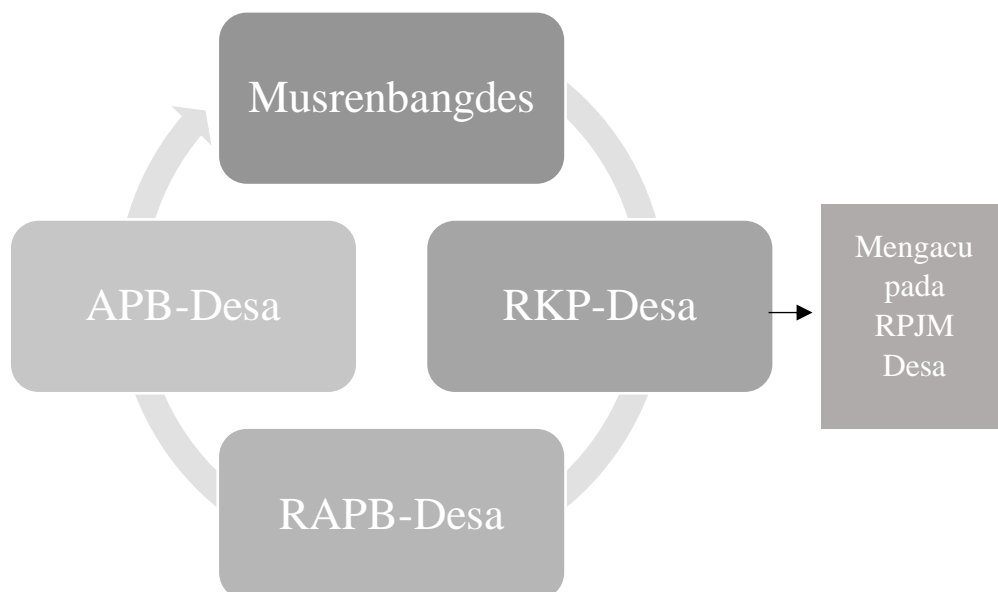 Musrenbangdes
APB-Desa
RKP-Desa
Mengacu
pada
RPJM
Desa
RAPB-Desa